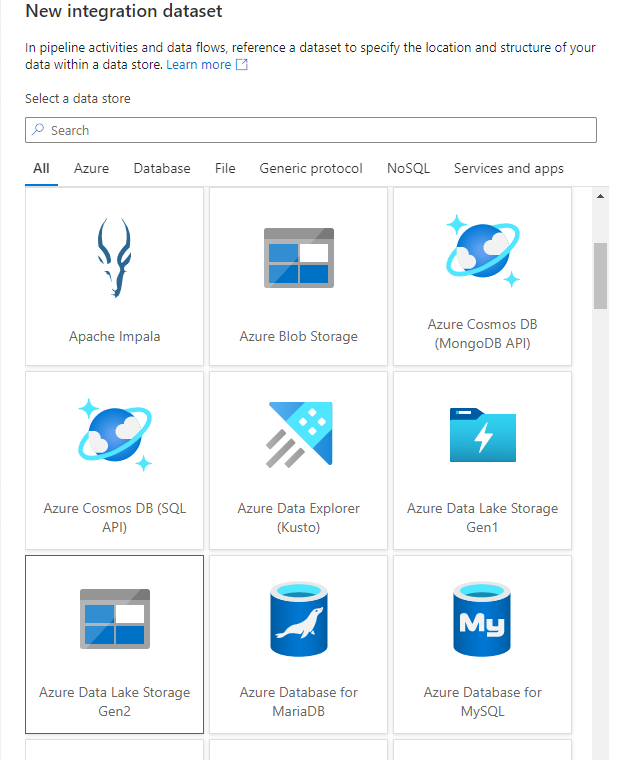 New integration dataset
In pipeline activities and data flows, reference a dataset to specify the location and structure of your
data within a data store. Learn more
Select a data store
Search
All Azure Database File Generic protocol NoSQL Services and apps
Apache Impala
Azure Blob Storage
Azure Cosmos DB
(MongoDB API)
Azure Cosmos DB (SQL
API)
Azure Data Explorer
(Kusto)
Azure Data Lake Storage
Gen1
Azure Data Lake Storage
Gen2
Azure Database for
MariaDB
My
Azure Database for
MySQL